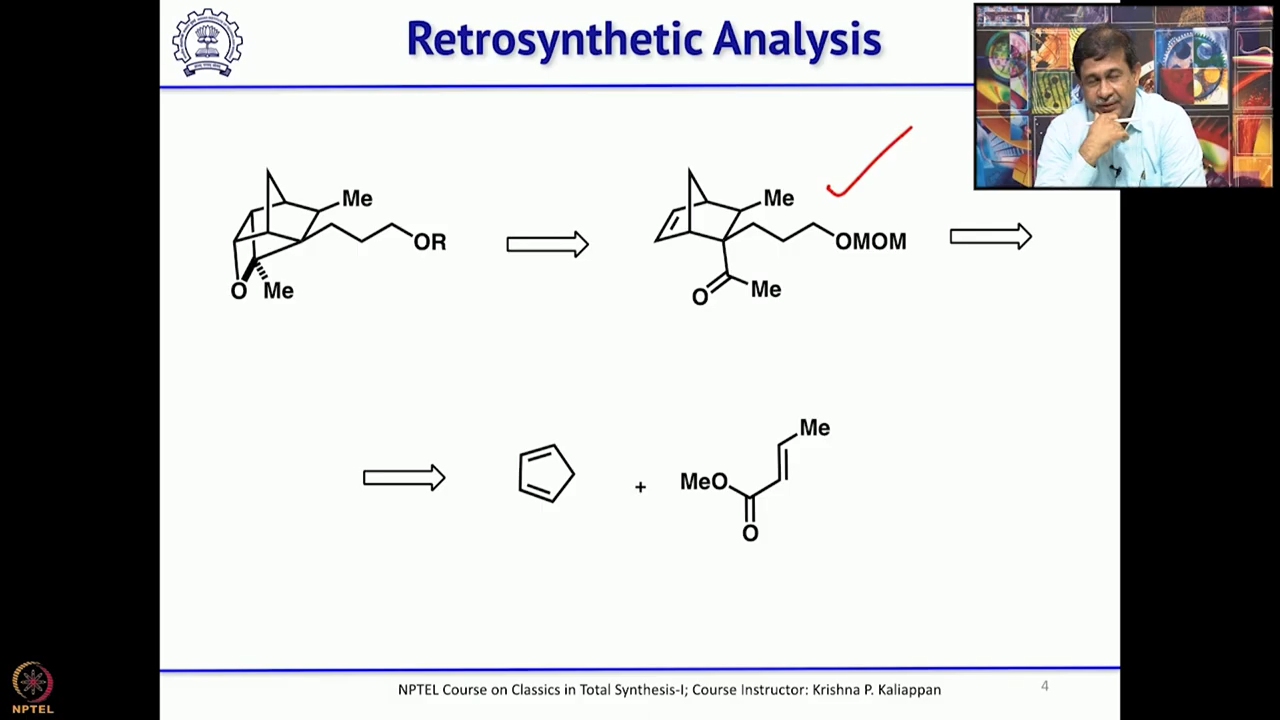 Retrosynthetic Analysis
Me
OR
O Me
Me
OMOM
O
Me
Me
MeO
+
O
NPTEL Course on Classics in Total Synthesis-I; Course Instructor: Krishna P. Kaliappan
4
NPTEL